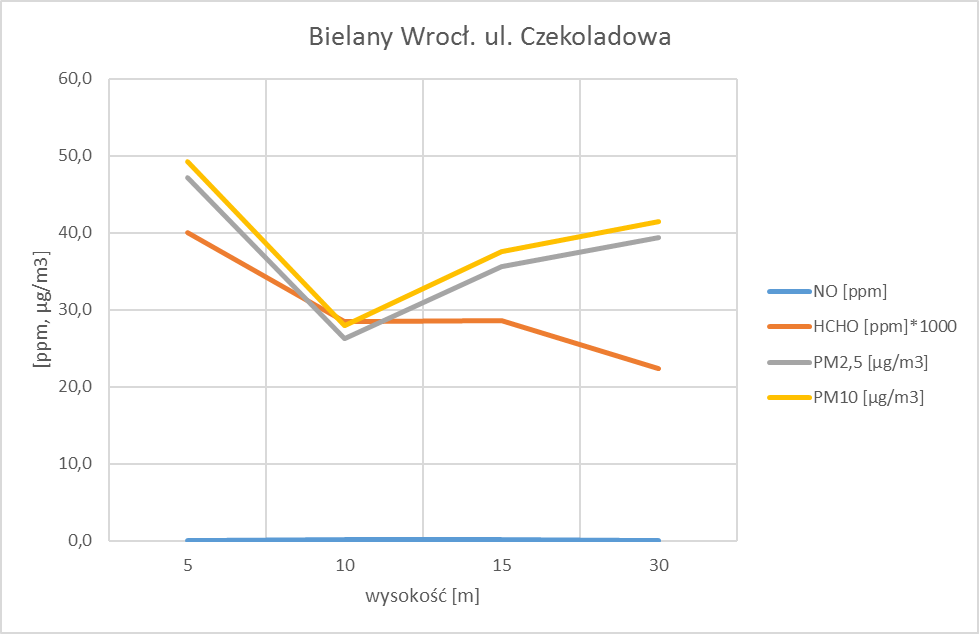 Bielany Wrocł. ul. Czekoladowa
60,0
50,0
40,0
30,0
20,0
10,0
0,0
[ppm, µg/m3]
5 10 15 30
wysokość [m]
NO [ppm]
HCHO [ppm]*1000
PM2,5 [µg/m3]
PM10 [µg/m3]